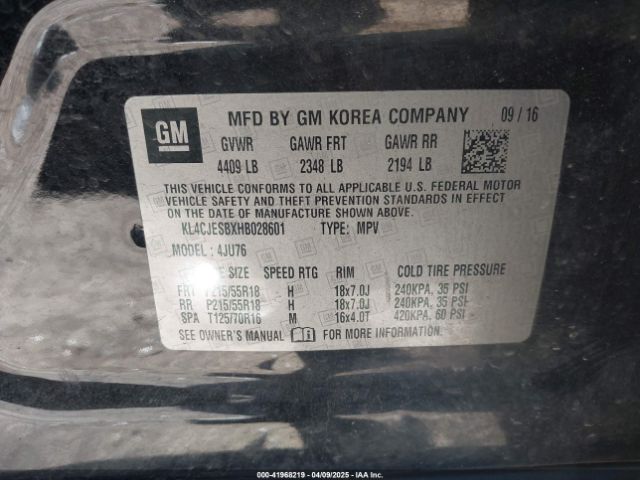 GM
MFD BY GM KOREA COMPANY 09 / 16
GVWR GAWR FRT GAWR RR
4409 LB 2348 LB 2194 LB
THIS VEHICLE CONFORMS TO ALL APPLICABLE U.S. FEDERAL MOTOR
VEHICLE SAFETY AND THEFT PREVENTION STANDARDS IN EFFECT
ON THE DATE OF MANUFACTURE SHOWN ABOVE.
KL4CJESBXHB028601 TYPE: MPV
MODEL: 4JU76
SIZE SPEED RTG RIM COLD TIRE PRESSURE
FRT P215/55R18 H 18x7.0J 240KPA, 35 PSI
RR P215/55R18 H 18x7.0J 240KPA, 35 PSI
SPA T125/70R16 M 16x4.0T 420KPA, 60 PSI
SEE OWNER'S MANUAL FOR MORE INFORMATION.
000-41968219 - 04/09/2025 - IAA Inc.